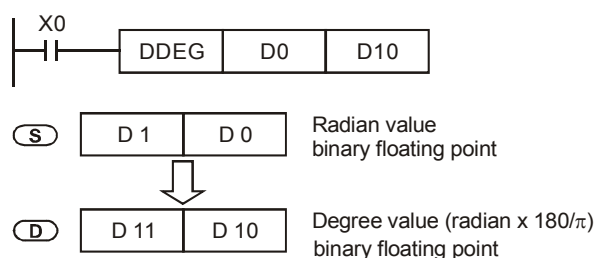 X0
DDEG D0 D10
S D 1 D 0 Radian value
binary floating point
D D 11 D 10 Degree value (radian x 180/π)
binary floating point